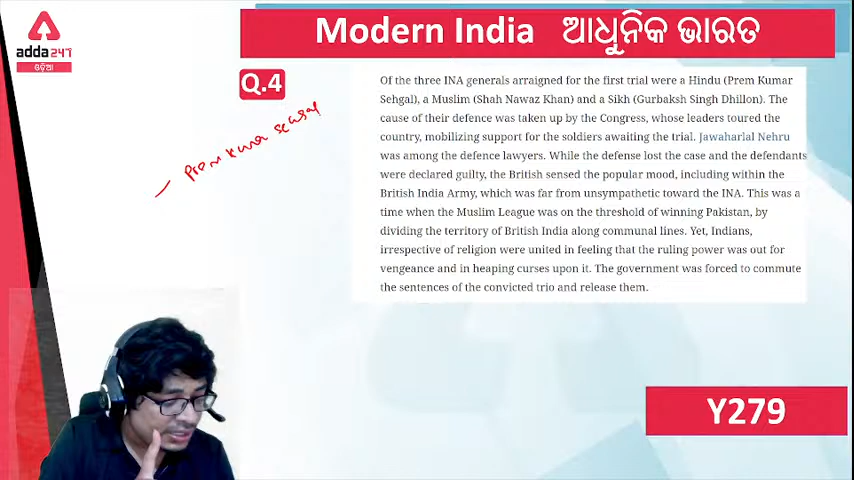 adda247
ଓଡ଼ିଆ
Modern India ଆଧୁନିକ ଭାରତ
Q.4
Prem Kumar Sehgal
Of the three INA generals arraigned for the first trial were a Hindu (Prem Kumar
Sehgal), a Muslim (Shah Nawaz Khan) and a Sikh (Gurbaksh Singh Dhillon). The
cause of their defence was taken up by the Congress, whose leaders toured the
country, mobilizing support for the soldiers awaiting the trial. Jawaharlal Nehru
was among the defence lawyers. While the defense lost the case and the defendants
were declared guilty, the British sensed the popular mood, including within the
British India Army, which was far from unsympathetic toward the INA. This was a
time when the Muslim League was on the threshold of winning Pakistan, by
dividing the territory of British India along communal lines. Yet, Indians,
irrespective of religion were united in feeling that the ruling power was out for
vengeance and in heaping curses upon it. The government was forced to commute
the sentences of the convicted trio and release them.
Y279